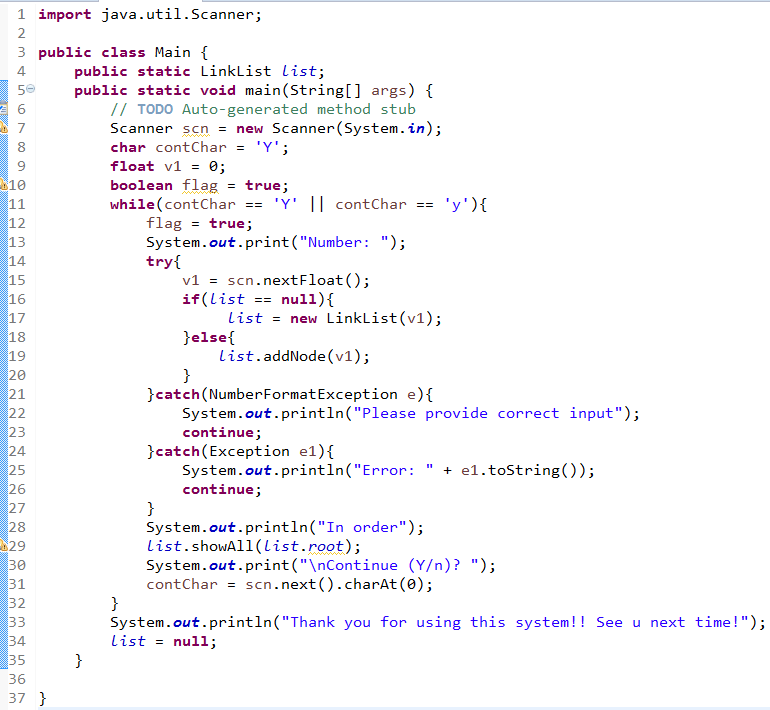 1 import java.util.Scanner;
2
3 public class Main {
4     public static LinkList list;
5     public static void main(String[] args) {
6         // TODO Auto-generated method stub
7         Scanner scn = new Scanner(System.in);
8         char contChar = 'Y';
9         float v1 = 0;
10         boolean flag = true;
11         while(contChar == 'Y' || contChar == 'y'){
12             flag = true;
13             System.out.print("Number: ");
14             try{
15                 v1 = scn.nextFloat();
16                 if(list == null){
17                      list = new LinkList(v1);
18                 }else{
19                     list.addNode(v1);
20                 }
21             }catch(NumberFormatException e){
22                 System.out.println("Please provide correct input");
23                 continue;
24             }catch(Exception e1){
25                 System.out.println("Error: " + e1.toString());
26                 continue;
27             }
28             System.out.println("In order");
29             list.showAll(list.root);
30             System.out.print("\nContinue (Y/n)? ");
31             contChar = scn.next().charAt(0);
32         }
33         System.out.println("Thank you for using this system!! See u next time!");
34         list = null;
35     }
36
37 }